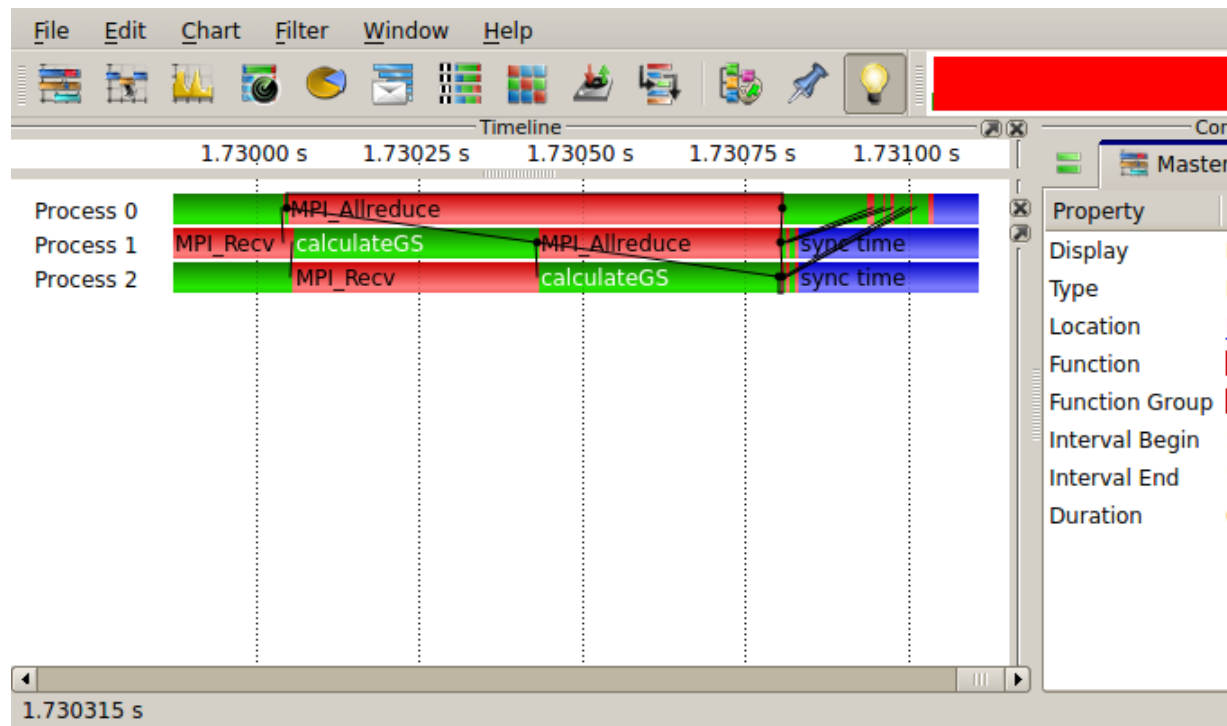 File Edit Chart Filter Window Help
Timeline
1.73000 s 1.73025 s 1.73050 s 1.73075 s 1.73100 s
Process 0 MPI_Allreduce
Process 1 MPI_Recv calculateGS MPI_Allreduce sync time
Process 2 MPI_Recv calculateGS sync time
Con
Master
Property
Display
Type
Location
Function
Function Group
Interval Begin
Interval End
Duration
1.730315 s